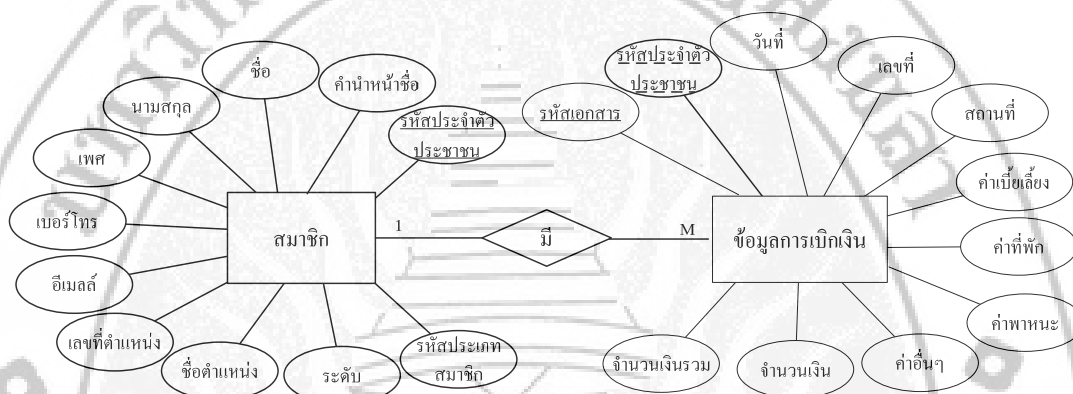 ชื่อ
คำนำหน้าชื่อ
นามสกุล
รหัสประจำตัว
ประชาชน
เพศ
เบอร์โทร
อีเมลล์
เลขที่ตำแหน่ง
ชื่อตำแหน่ง
ระดับ
รหัสประเภท
สมาชิก
สมาชิก
1
มี
M
ข้อมูลการเบิกเงิน
รหัสเอกสาร
รหัสประจำตัว
ประชาชน
วันที่
เลขที่
สถานที่
ค่าเบี้ยเลี้ยง
ค่าที่พัก
ค่าพาหนะ
ค่าอื่นๆ
จำนวนเงิน
จำนวนเงินรวม